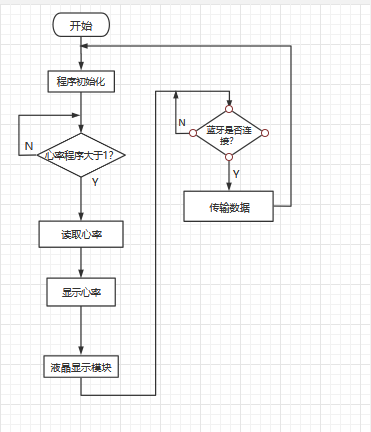 开始
程序初始化
心率程序大于1?
N
Y
读取心率
显示心率
液晶显示模块
蓝牙是否连
接?
N
Y
传输数据